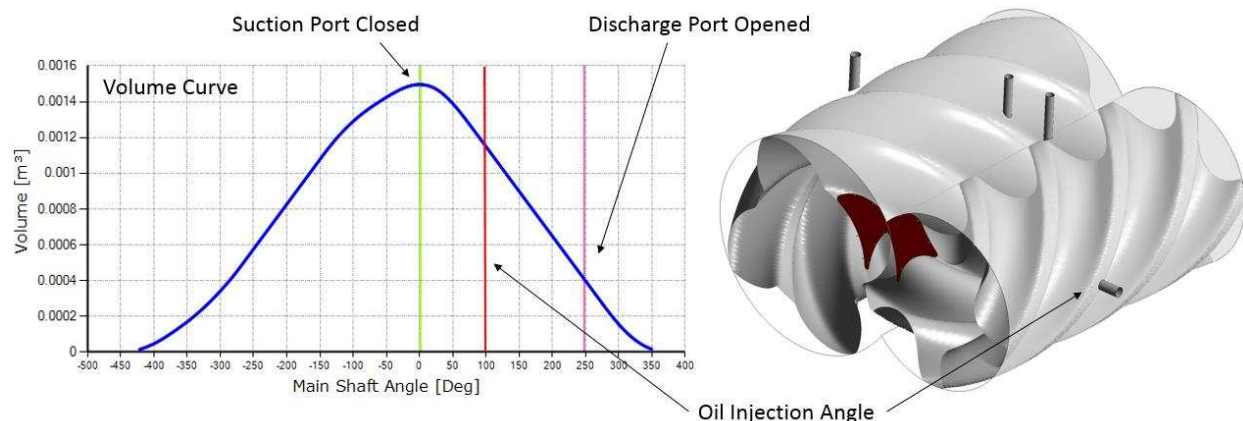 Suction Port Closed
Discharge Port Opened
Volume Curve
0.0016
0.0014
0.0012
0.001
0.0008
0.0006
0.0004
0.0002
0
Volume [m³]
-500 -450 -400 -350 -300 -250 -200 -150 -100 -50 0 50 100 150 200 250 300 350 400
Main Shaft Angle [Deg]
Oil Injection Angle